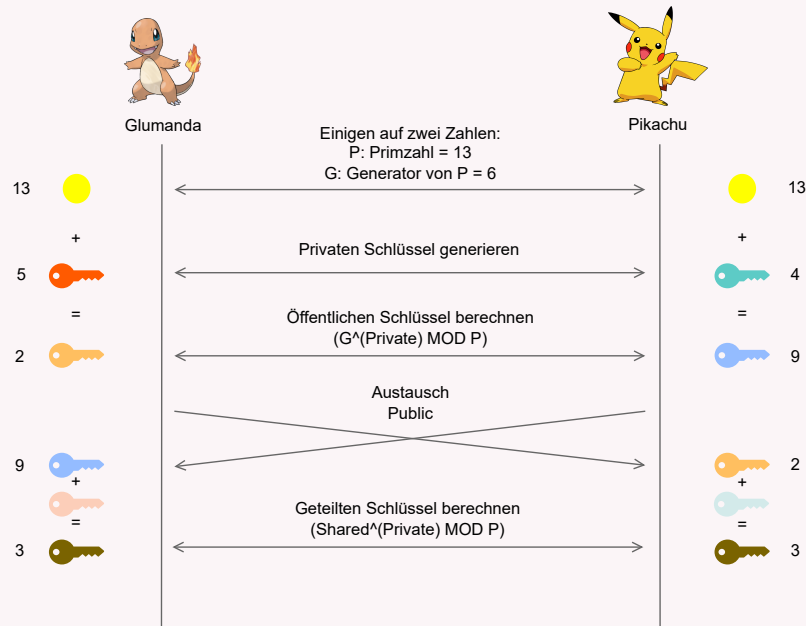 Glumanda
Pikachu
Einigen auf zwei Zahlen:
P: Primzahl = 13
G: Generator von P = 6
13
13
+
+
Privaten Schlüssel generieren
5
4
=
=
Öffentlichen Schlüssel berechnen
(G^(Private) MOD P)
2
9
Austausch
Public
9
2
+
+
Geteilten Schlüssel berechnen
(Shared^(Private) MOD P)
=
=
3
3